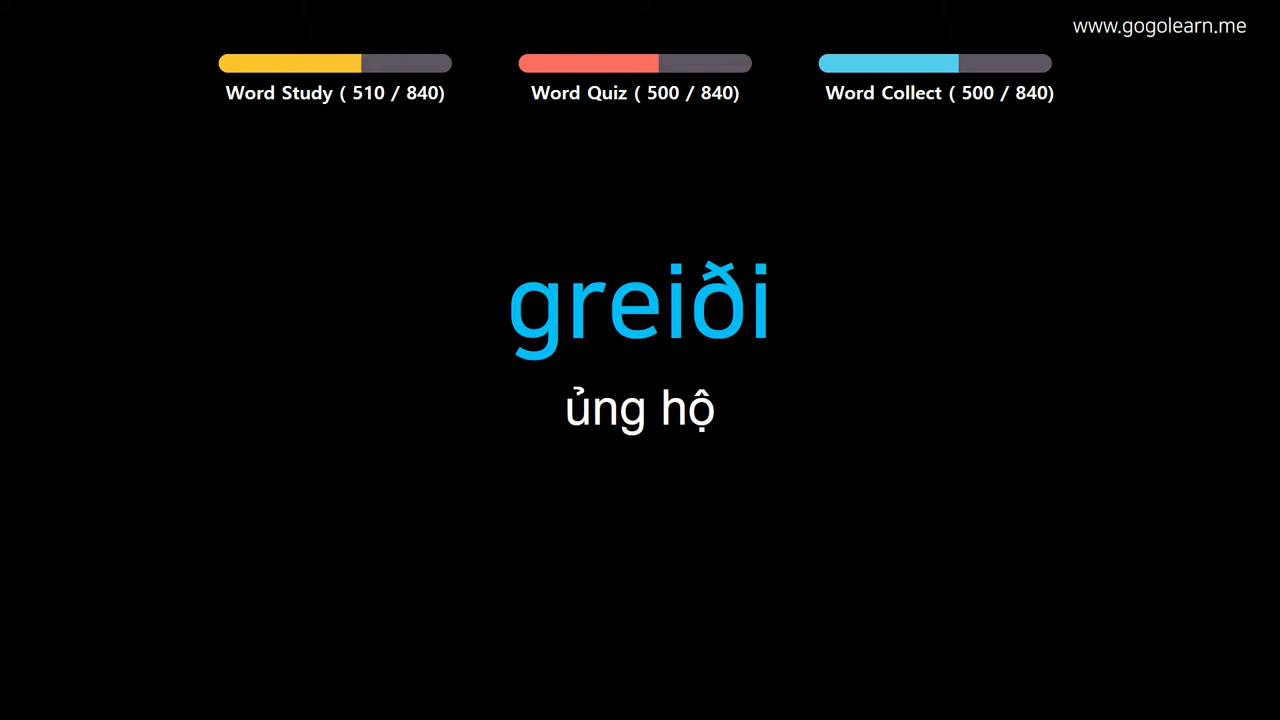 www.gogolearn.me
Word Study ( 510 / 840)
Word Quiz ( 500 / 840)
Word Collect ( 500 / 840)
greiði
ủng hộ